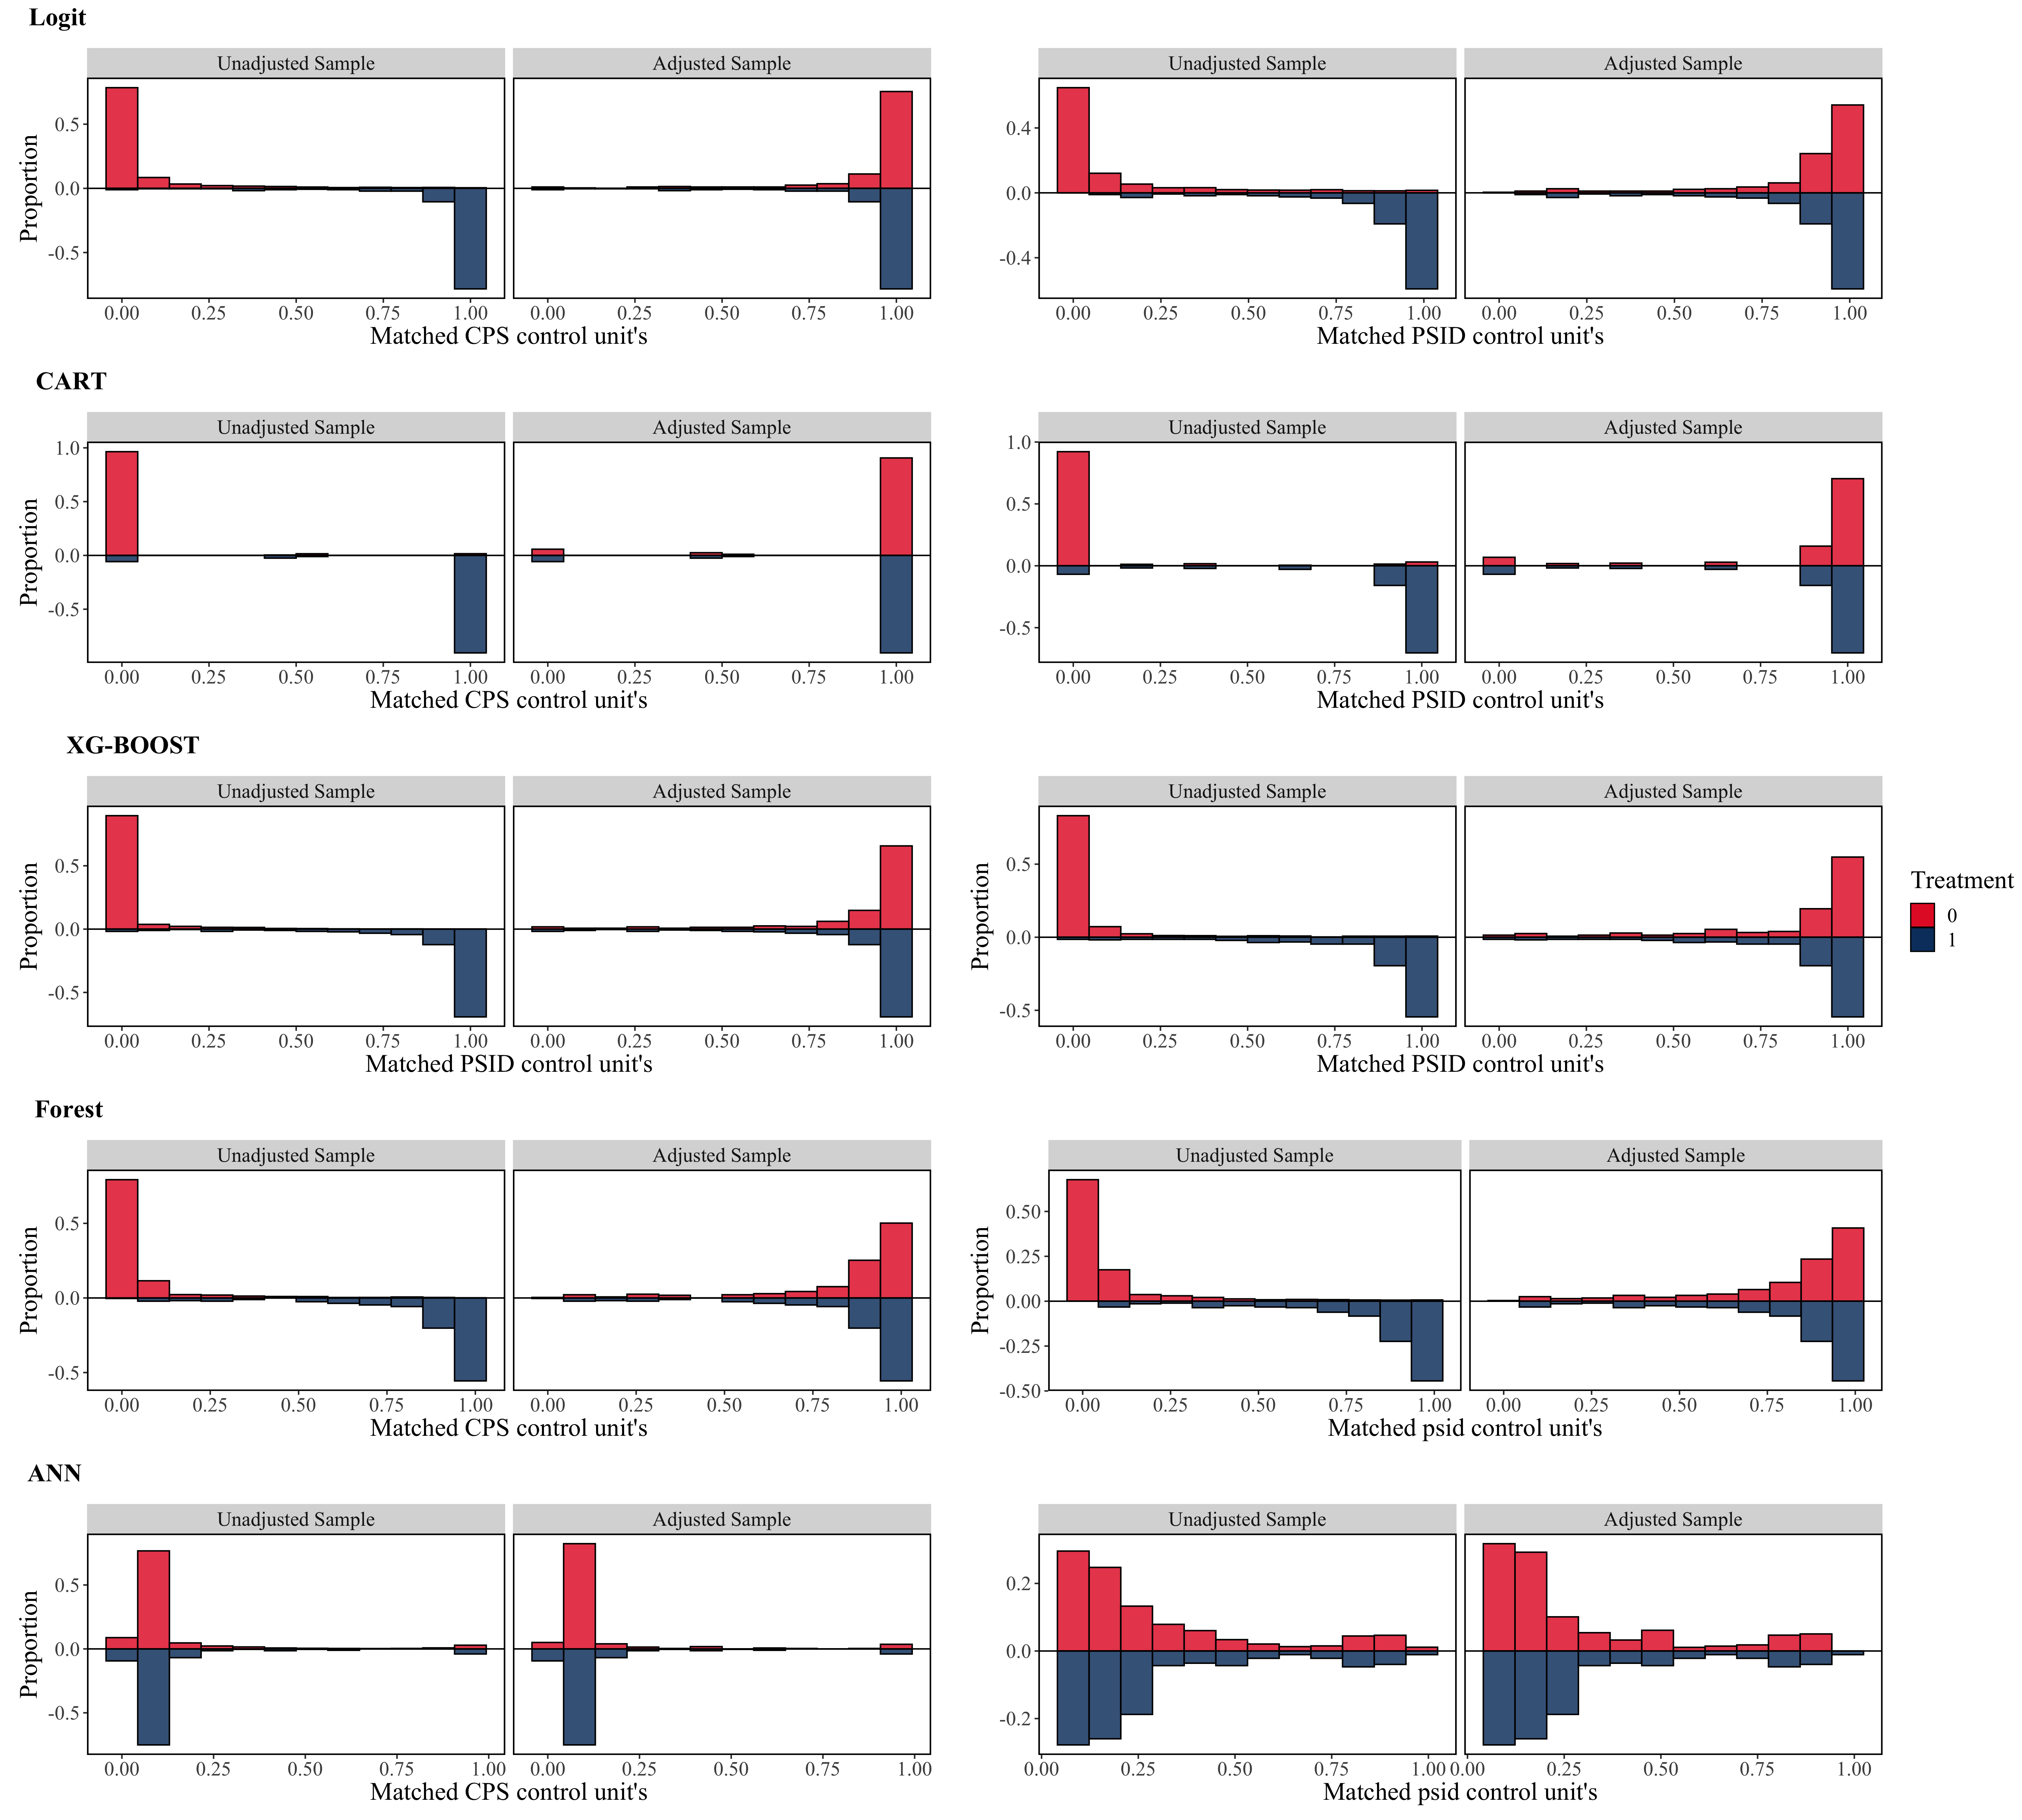 Logit
Unadjusted Sample Adjusted Sample Unadjusted Sample Adjusted Sample
Proportion
0.5
0.0
-0.5
0.4
0.0
-0.4
0.00 0.25 0.50 0.75 1.00 0.00 0.25 0.50 0.75 1.00 0.00 0.25 0.50 0.75 1.00 0.00 0.25 0.50 0.75 1.00
Matched CPS control unit's Matched PSID control unit's
CART
Unadjusted Sample Adjusted Sample Unadjusted Sample Adjusted Sample
Proportion
1.0
0.5
0.0
-0.5
1.0
0.5
0.0
-0.5
0.00 0.25 0.50 0.75 1.00 0.00 0.25 0.50 0.75 1.00 0.00 0.25 0.50 0.75 1.00 0.00 0.25 0.50 0.75 1.00
Matched CPS control unit's Matched PSID control unit's
XG-BOOST
Unadjusted Sample Adjusted Sample Unadjusted Sample Adjusted Sample
Proportion
0.5
0.0
-0.5
Proportion
0.5
0.0
-0.5
0.00 0.25 0.50 0.75 1.00 0.00 0.25 0.50 0.75 1.00 0.00 0.25 0.50 0.75 1.00 0.00 0.25 0.50 0.75 1.00
Matched PSID control unit's Matched PSID control unit's
Treatment
0
1
Forest
Unadjusted Sample Adjusted Sample Unadjusted Sample Adjusted Sample
Proportion
0.5
0.0
-0.5
Proportion
0.50
0.25
0.00
-0.25
-0.50
0.00 0.25 0.50 0.75 1.00 0.00 0.25 0.50 0.75 1.00 0.00 0.25 0.50 0.75 1.00 0.00 0.25 0.50 0.75 1.00
Matched CPS control unit's Matched psid control unit's
ANN
Unadjusted Sample Adjusted Sample Unadjusted Sample Adjusted Sample
Proportion
0.5
0.0
-0.5
Proportion
0.2
0.0
-0.2
0.00 0.25 0.50 0.75 1.00 0.00 0.25 0.50 0.75 1.00 0.00 0.25 0.50 0.75 1.00 0.00 0.25 0.50 0.75 1.00
Matched CPS control unit's Matched psid control unit's